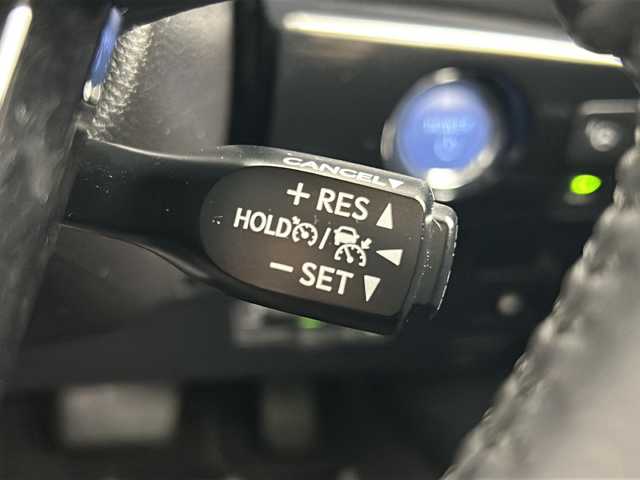 CANCEL▼
+ RES ▲
HOLD / ◀
− SET ▼